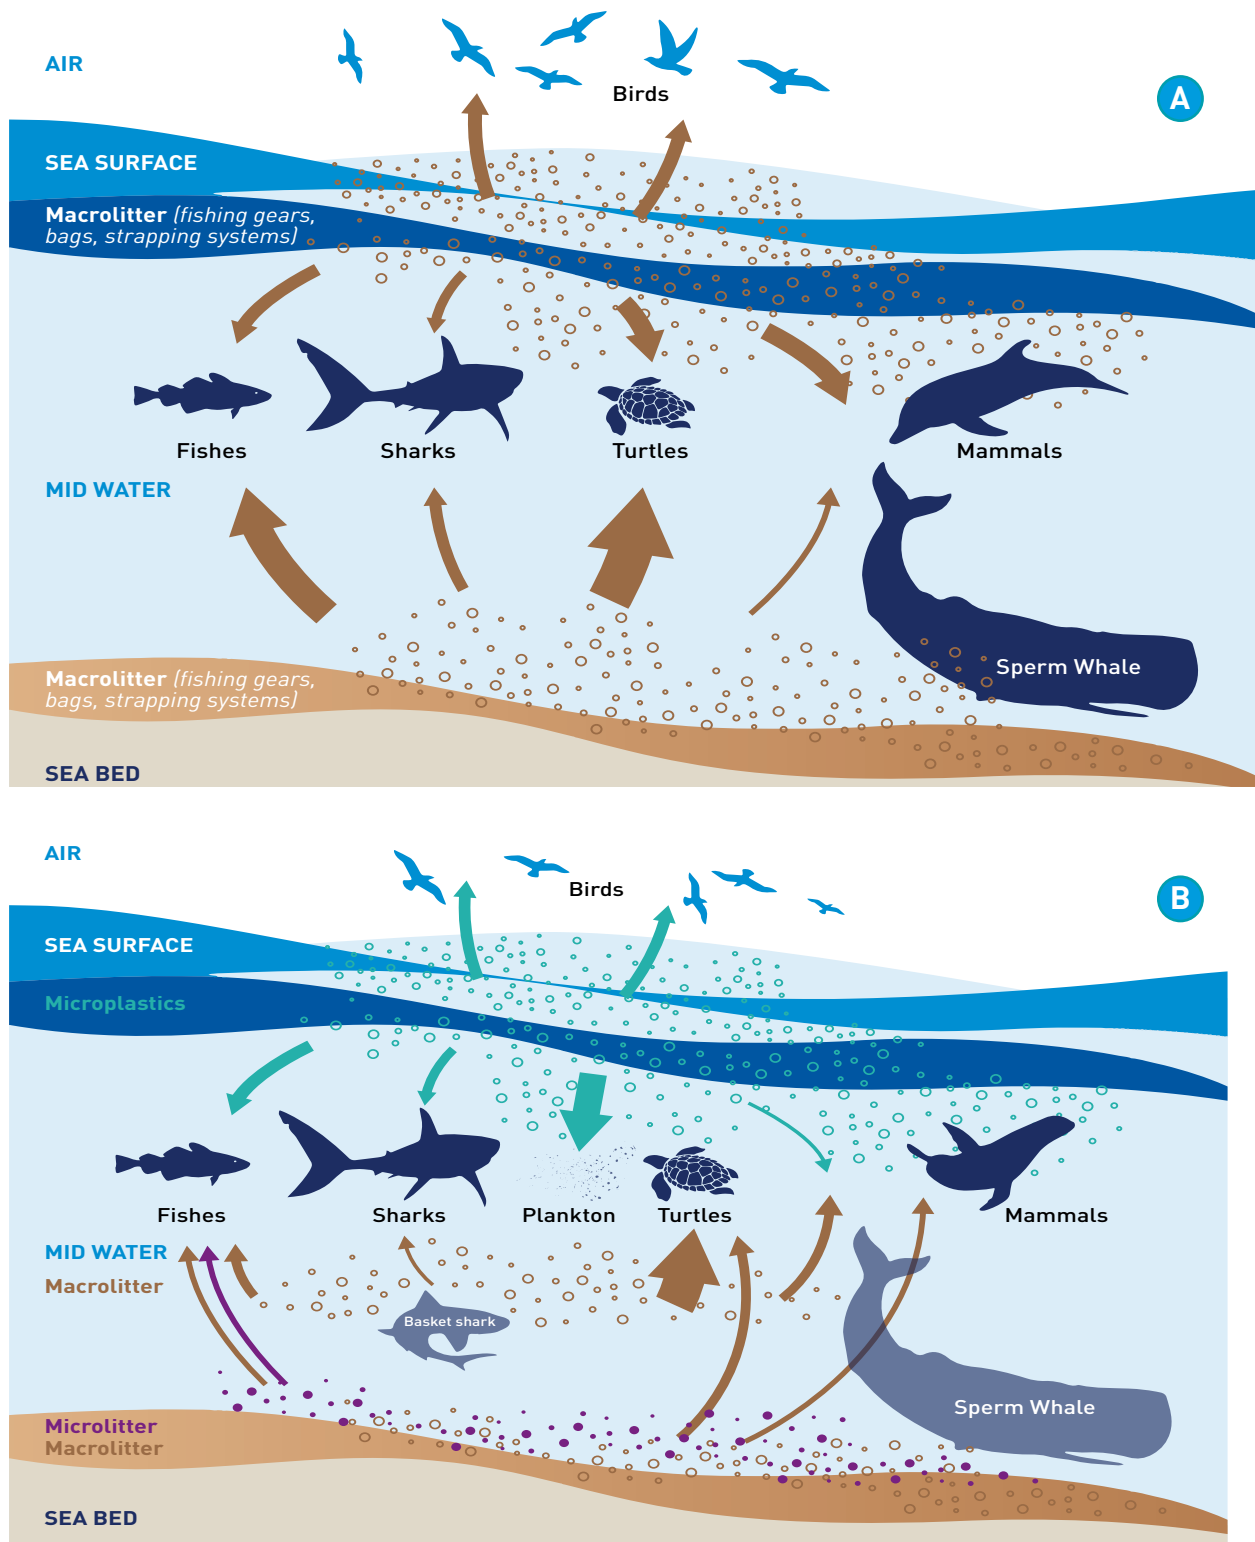 AIR
Birds
A
SEA SURFACE
Macrolitter (fishing gears,
bags, strapping systems)
Fishes
Sharks
Turtles
Mammals
MID WATER
Sperm Whale
Macrolitter (fishing gears,
bags, strapping systems)
SEA BED
AIR
Birds
B
SEA SURFACE
Microplastics
Fishes
Sharks
Plankton
Turtles
Mammals
MID WATER
Macrolitter
Basket shark
Sperm Whale
Microlitter
Macrolitter
SEA BED